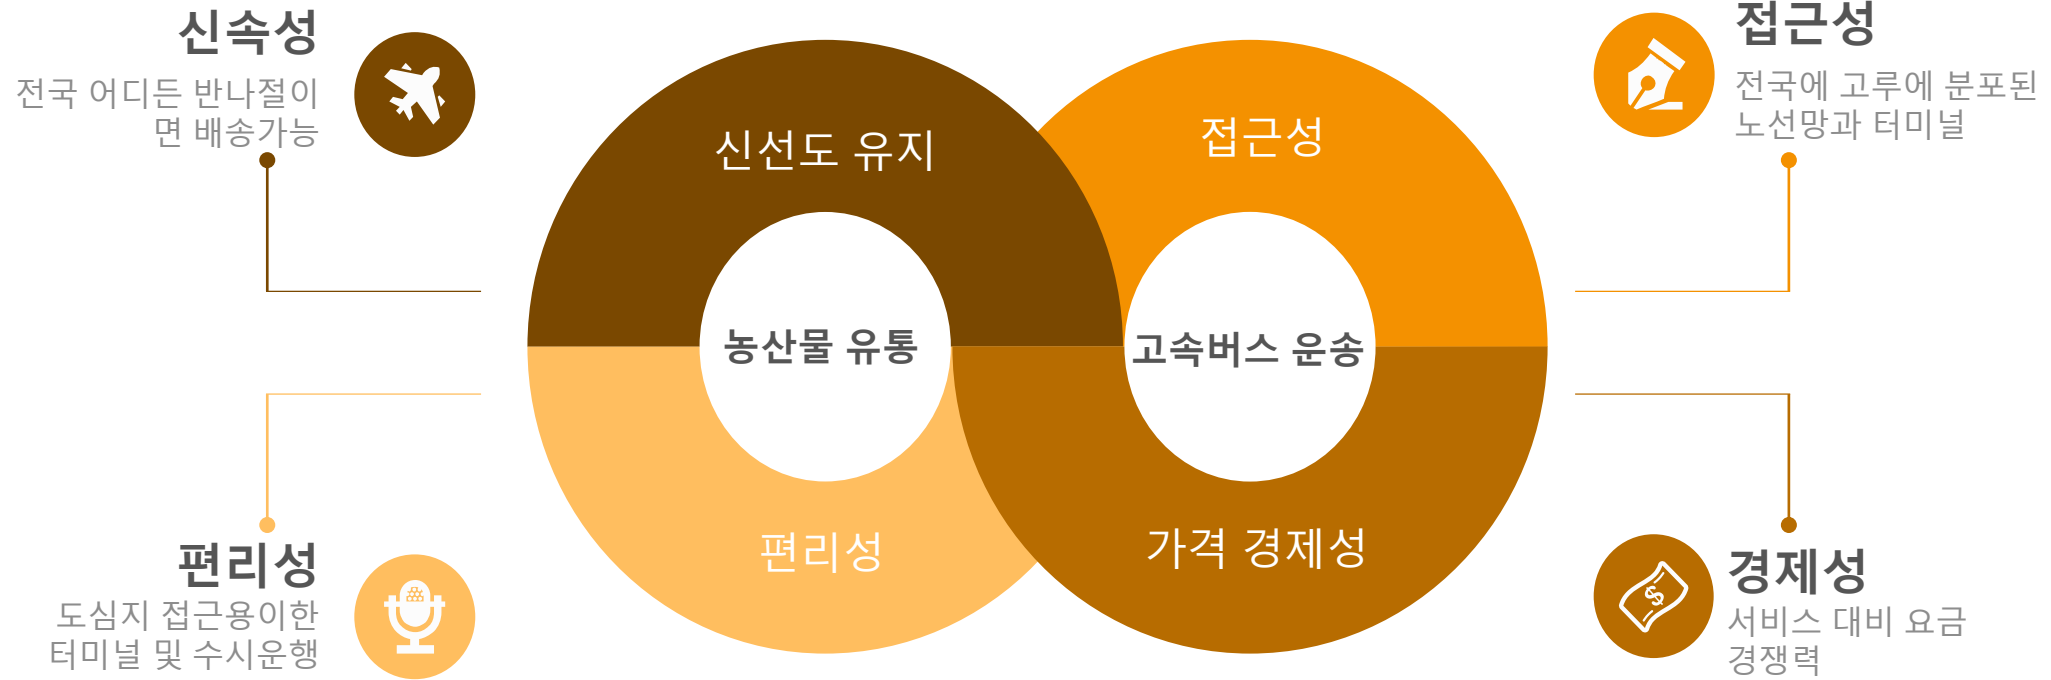 신속성
전국 어디든 반나절이
면 배송가능
접근성
전국에 고루에 분포된
노선망과 터미널
신선도 유지
접근성
농산물 유통
고속버스 운송
편리성
가격 경제성
편리성
도심지 접근용이한
터미널 및 수시운행
경제성
서비스 대비 요금
경쟁력